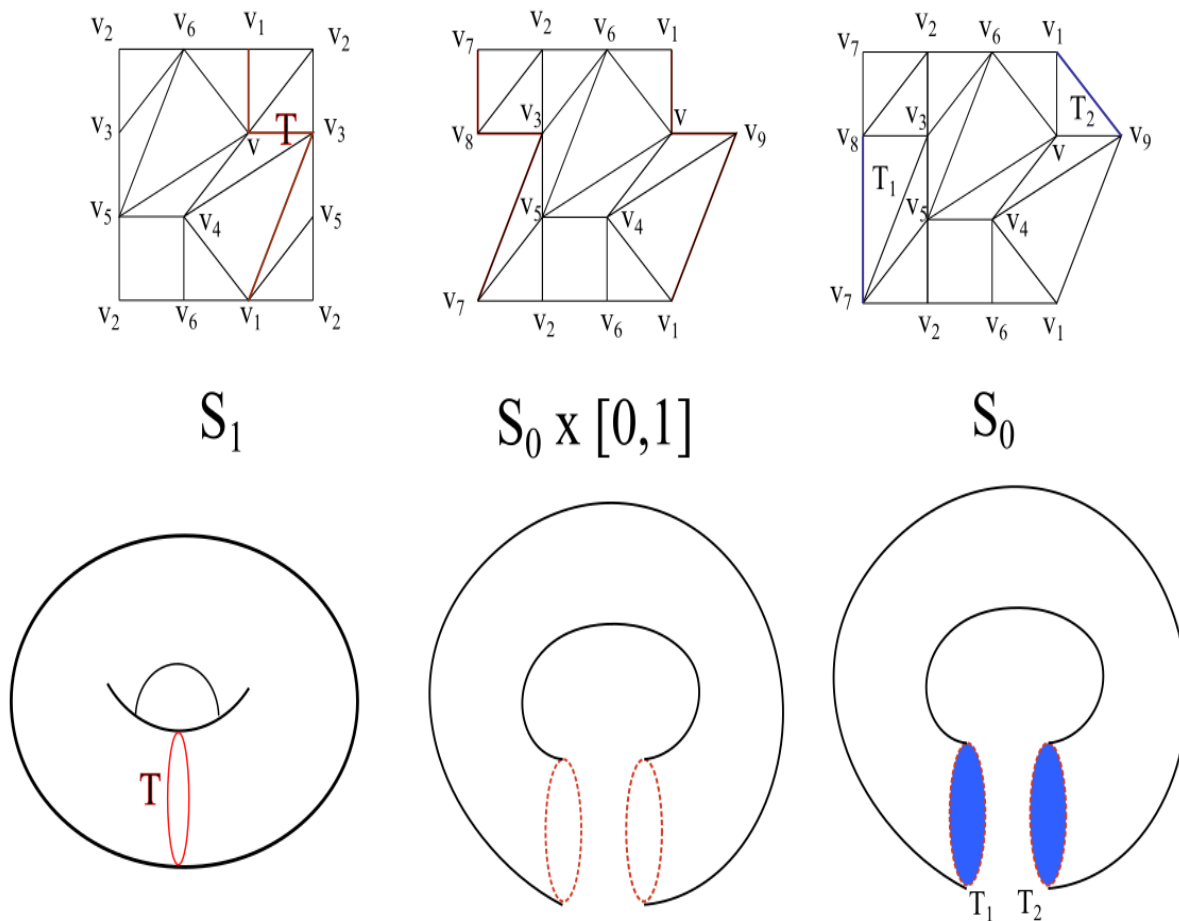 v2 v6 v1 v2
v3 v T v3
v5 v4 v5
v2 v6 v1 v2
v7 v2 v6 v1
v8 v3 v v9
v5 v4
v7 v2 v6 v1
v7 v2 v6 v1
v8 v3 v T2 v9
T1
v5 v4
v7 v2 v6 v1
S1 S0 x [0,1] S0
T
T1 T2